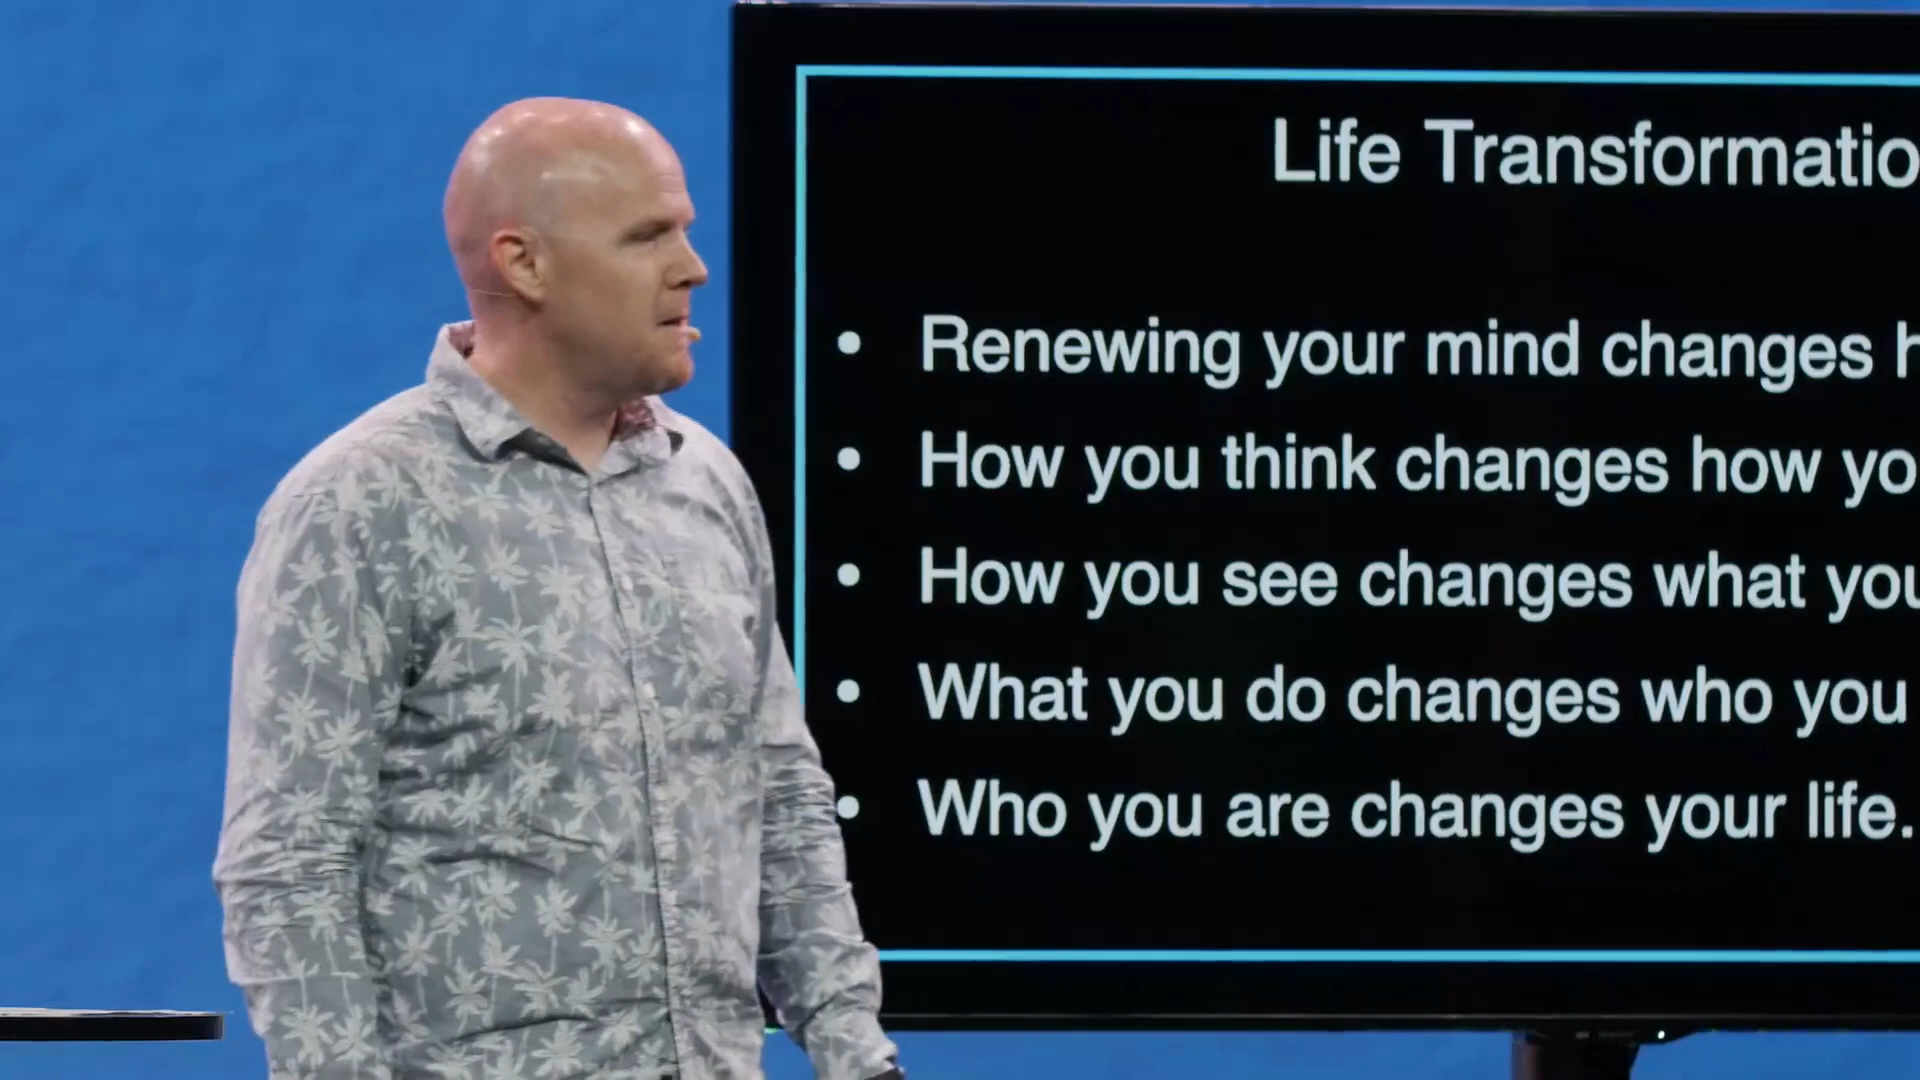 Life Transformatio
• Renewing your mind changes h
• How you think changes how yo
• How you see changes what you
• What you do changes who you
• Who you are changes your life.